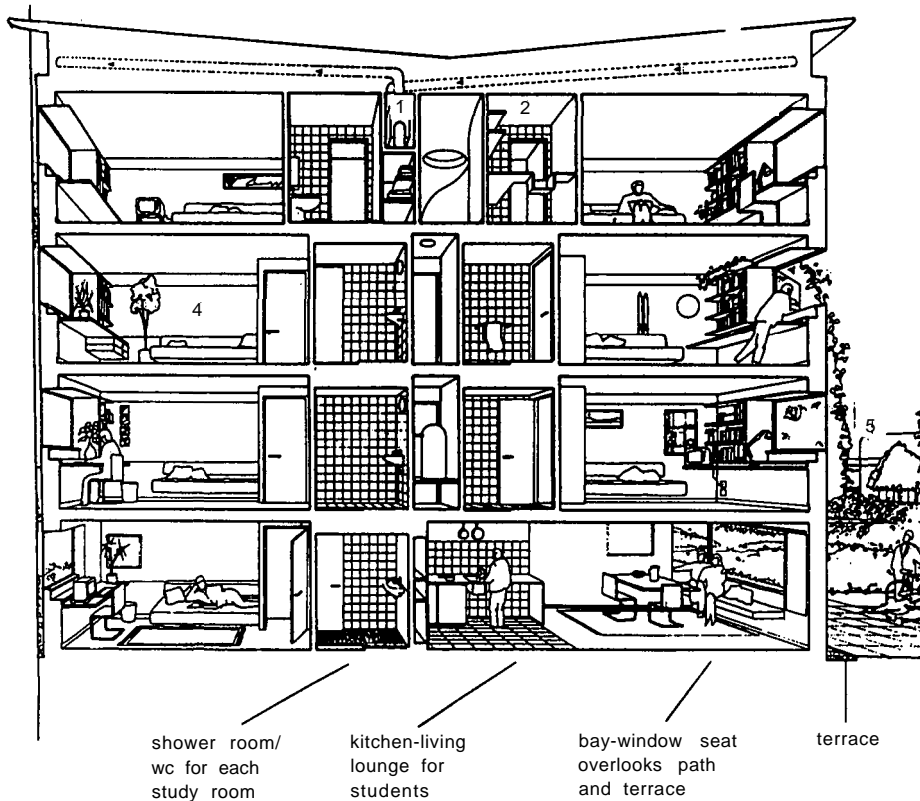 1
2
4
5
shower room/
wc for each
study room
kitchen-living
lounge for
students
bay-window seat
overlooks path
and terrace
terrace